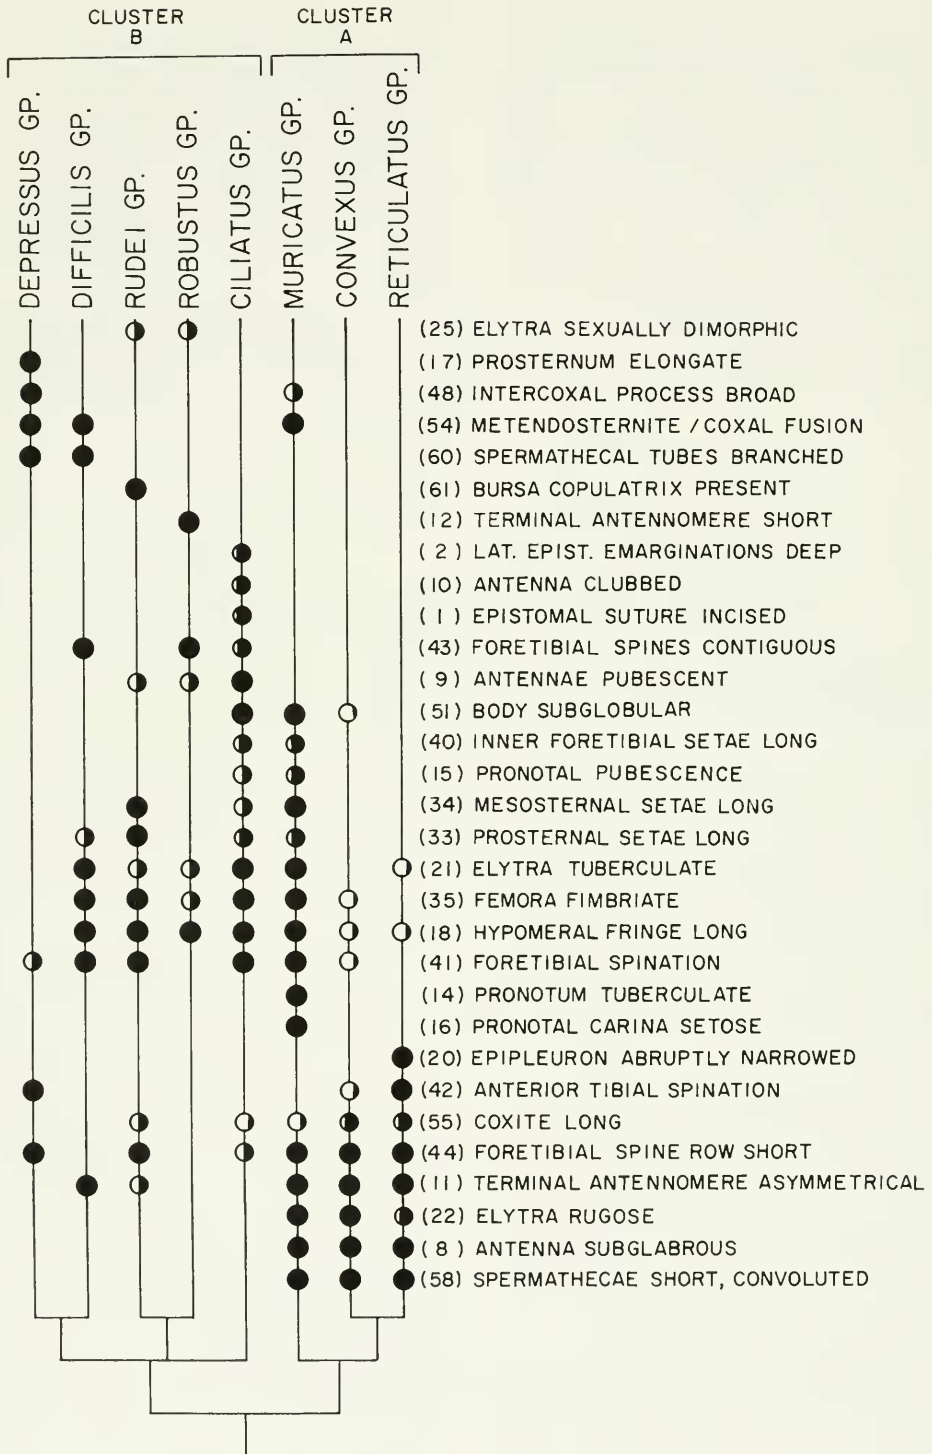 CLUSTER
B
CLUSTER
A
DEPRESSUS GP.
DIFFICILIS GP.
RUDEI GP.
ROBUSTUS GP.
CILIATUS GP.
MURICATUS GP.
CONVEXUS GP.
RETICULATUS GP.
(25) ELYTRA SEXUALLY DIMORPHIC
(17) PROSTERNUM ELONGATE
(48) INTERCOXAL PROCESS BROAD
(54) METENDOSTERNITE / COXAL FUSION
(60) SPERMATHECAL TUBES BRANCHED
(61) BURSA COPULATRIX PRESENT
(12) TERMINAL ANTENNOMERE SHORT
( 2 ) LAT. EPIST. EMARGINATIONS DEEP
(10) ANTENNA CLUBBED
( 1 ) EPISTOMAL SUTURE INCISED
(43) FORETIBIAL SPINES CONTIGUOUS
( 9 ) ANTENNAE PUBESCENT
(51) BODY SUBGLOBULAR
(40) INNER FORETIBIAL SETAE LONG
(15) PRONOTAL PUBESCENCE
(34) MESOSTERNAL SETAE LONG
(33) PROSTERNAL SETAE LONG
(21) ELYTRA TUBERCULATE
(35) FEMORA FIMBRIATE
(18) HYPOMERAL FRINGE LONG
(41) FORETIBIAL SPINATION
(14) PRONOTUM TUBERCULATE
(16) PRONOTAL CARINA SETOSE
(20) EPIPLEURON ABRUPTLY NARROWED
(42) ANTERIOR TIBIAL SPINATION
(55) COXITE LONG
(44) FORETIBIAL SPINE ROW SHORT
(11) TERMINAL ANTENNOMERE ASYMMETRICAL
(22) ELYTRA RUGOSE
( 8 ) ANTENNA SUBGLABROUS
(58) SPERMATHECAE SHORT, CONVOLUTED